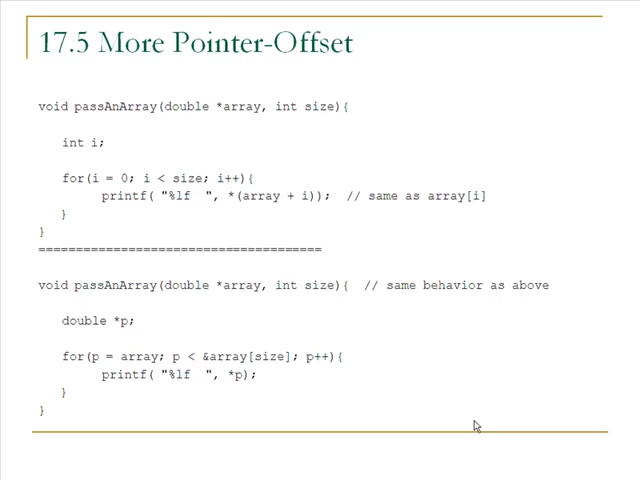 17.5 More Pointer-Offset
void passAnArray(double *array, int size){
int i;
for(i = 0; i < size; i++){
printf( "%lf  ", *(array + i));  // same as array[i]
}
}
======================================
void passAnArray(double *array, int size){  // same behavior as above
double *p;
for(p = array; p < &array[size]; p++){
printf( "%lf  ", *p);
}
}